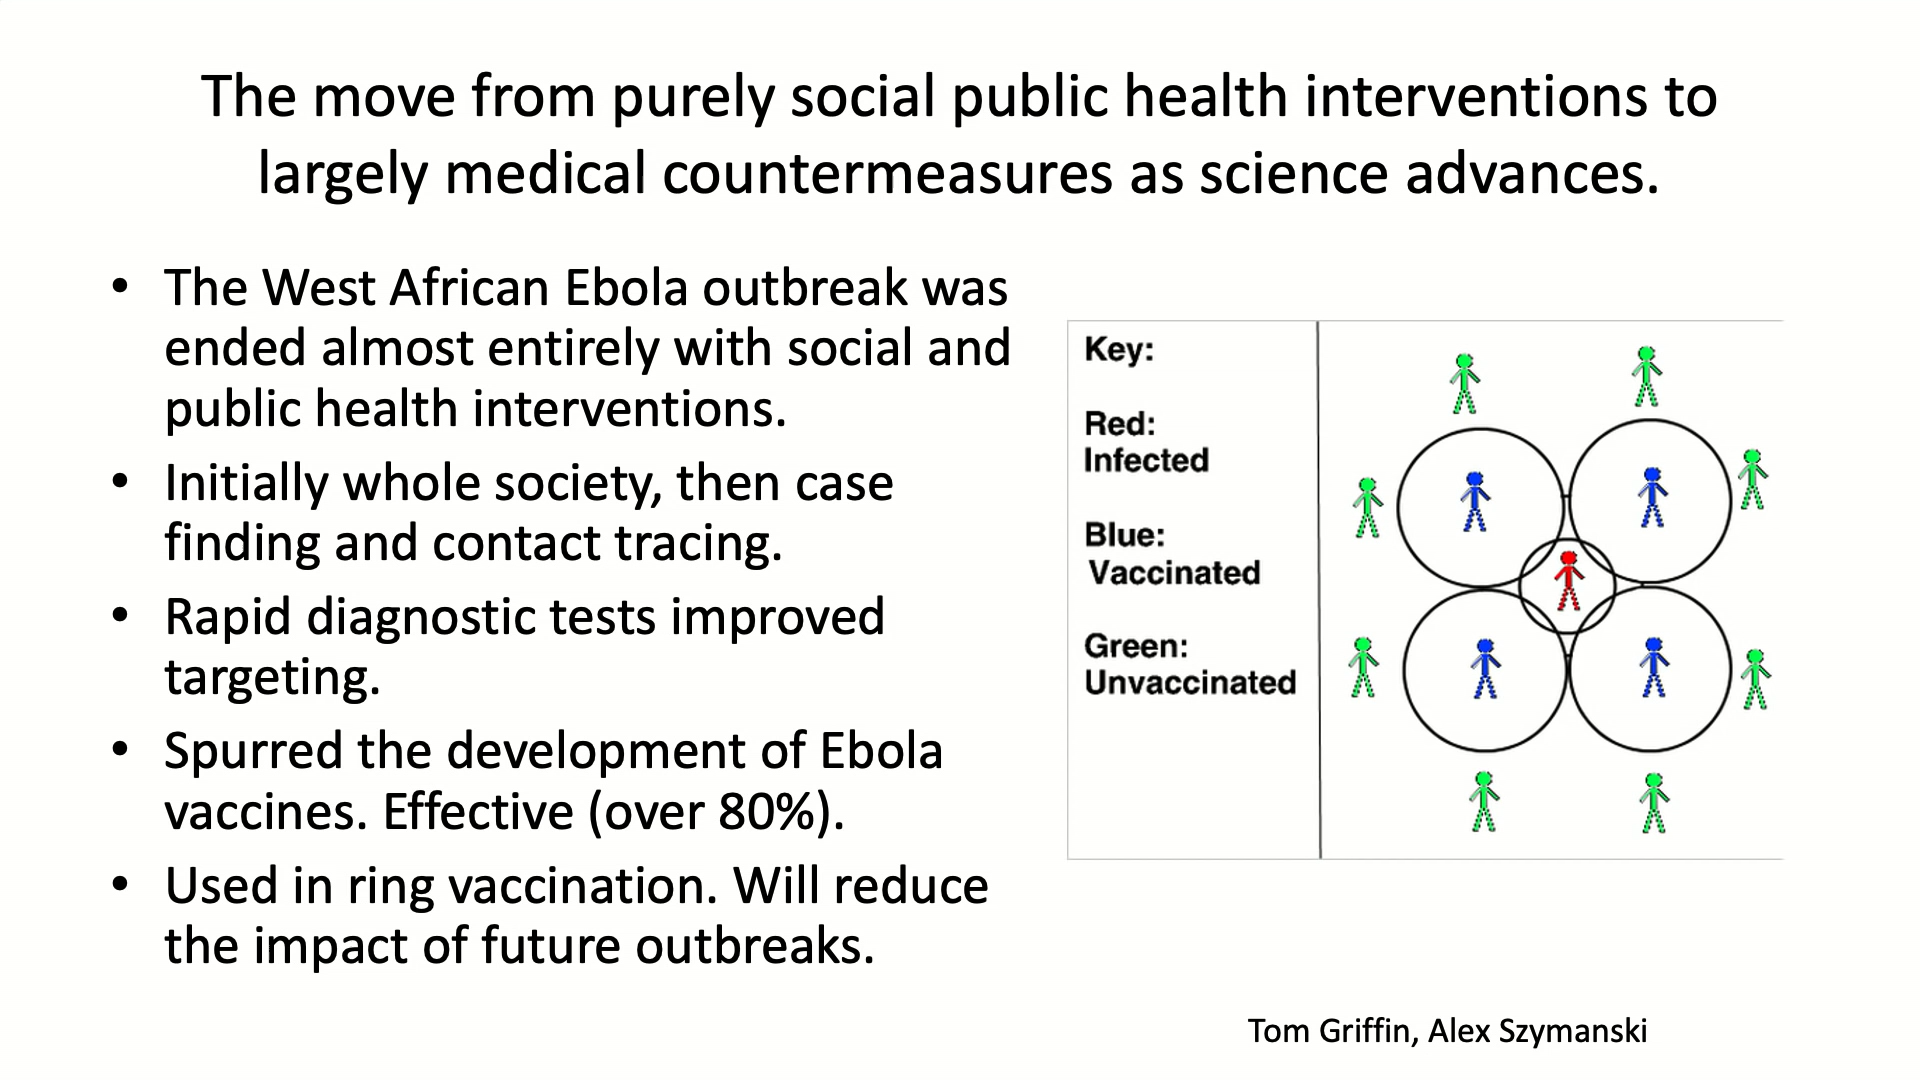 The move from purely social public health interventions to
largely medical countermeasures as science advances.
• The West African Ebola outbreak was
ended almost entirely with social and
public health interventions.
• Initially whole society, then case
finding and contact tracing.
• Rapid diagnostic tests improved
targeting.
• Spurred the development of Ebola
vaccines. Effective (over 80%).
• Used in ring vaccination. Will reduce
the impact of future outbreaks.
Key:
Red:
Infected
Blue:
Vaccinated
Green:
Unvaccinated
Tom Griffin, Alex Szymanski